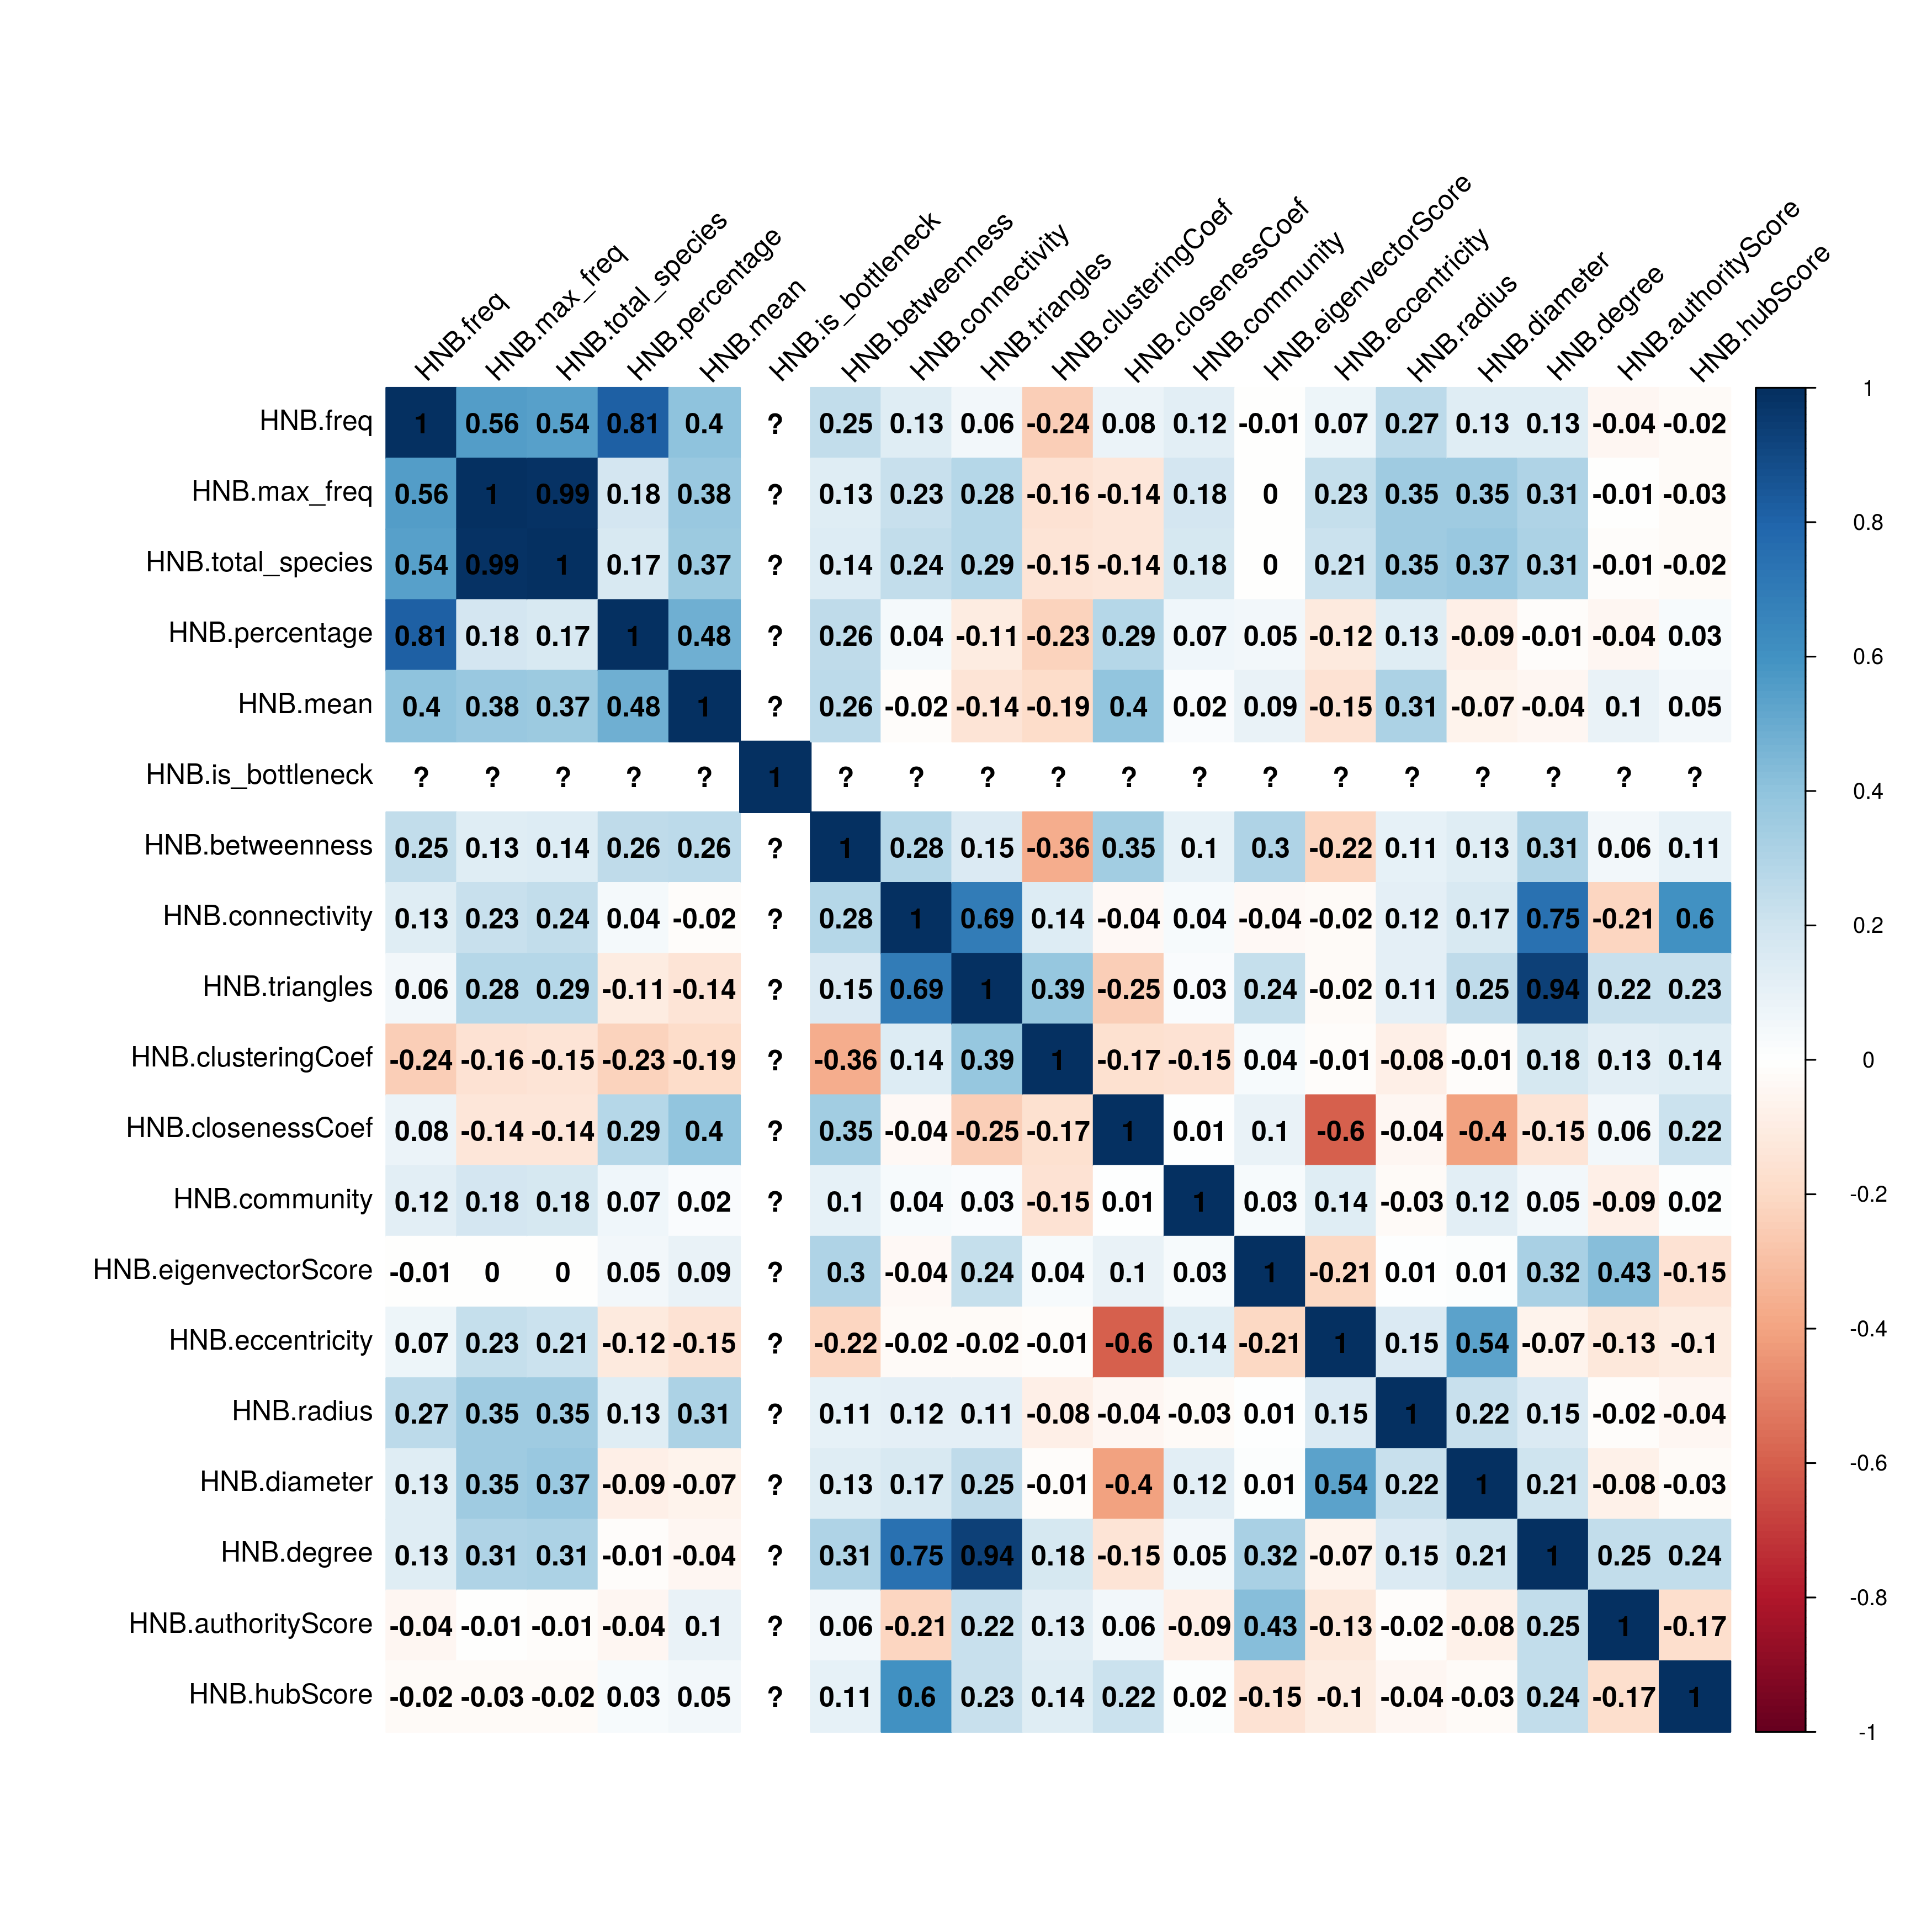 HNB.freq HNB.max_freq HNB.total_species HNB.percentage HNB.mean HNB.is_bottleneck HNB.betweenness HNB.connectivity HNB.triangles HNB.clusteringCoef HNB.closenessCoef HNB.community HNB.eigenvectorScore HNB.eccentricity HNB.radius HNB.diameter HNB.degree HNB.authorityScore HNB.hubScore
HNB.freq 1 0.56 0.54 0.81 0.4 ? 0.25 0.13 0.06 -0.24 0.08 0.12 -0.01 0.07 0.27 0.13 0.13 -0.04 -0.02
HNB.max_freq 0.56 1 0.99 0.18 0.38 ? 0.13 0.23 0.28 -0.16 -0.14 0.18 0 0.23 0.35 0.35 0.31 -0.01 -0.03
HNB.total_species 0.54 0.99 1 0.17 0.37 ? 0.14 0.24 0.29 -0.15 -0.14 0.18 0 0.21 0.35 0.37 0.31 -0.01 -0.02
HNB.percentage 0.81 0.18 0.17 1 0.48 ? 0.26 0.04 -0.11 -0.23 0.29 0.07 0.05 -0.12 0.13 -0.09 -0.01 -0.04 0.03
HNB.mean 0.4 0.38 0.37 0.48 1 ? 0.26 -0.02 -0.14 -0.19 0.4 0.02 0.09 -0.15 0.31 -0.07 -0.04 0.1 0.05
HNB.is_bottleneck ? ? ? ? ? 1 ? ? ? ? ? ? ? ? ? ? ? ? ?
HNB.betweenness 0.25 0.13 0.14 0.26 0.26 ? 1 0.28 0.15 -0.36 0.35 0.1 0.3 -0.22 0.11 0.13 0.31 0.06 0.11
HNB.connectivity 0.13 0.23 0.24 0.04 -0.02 ? 0.28 1 0.69 0.14 -0.04 0.04 -0.04 -0.02 0.12 0.17 0.75 -0.21 0.6
HNB.triangles 0.06 0.28 0.29 -0.11 -0.14 ? 0.15 0.69 1 0.39 -0.25 0.03 0.24 -0.02 0.11 0.25 0.94 0.22 0.23
HNB.clusteringCoef -0.24 -0.16 -0.15 -0.23 -0.19 ? -0.36 0.14 0.39 1 -0.17 -0.15 0.04 -0.01 -0.08 -0.01 0.18 0.13 0.14
HNB.closenessCoef 0.08 -0.14 -0.14 0.29 0.4 ? 0.35 -0.04 -0.25 -0.17 1 0.01 0.1 -0.6 -0.04 -0.4 -0.15 0.06 0.22
HNB.community 0.12 0.18 0.18 0.07 0.02 ? 0.1 0.04 0.03 -0.15 0.01 1 0.03 0.14 -0.03 0.12 0.05 -0.09 0.02
HNB.eigenvectorScore -0.01 0 0 0.05 0.09 ? 0.3 -0.04 0.24 0.04 0.1 0.03 1 -0.21 0.01 0.01 0.32 0.43 -0.15
HNB.eccentricity 0.07 0.23 0.21 -0.12 -0.15 ? -0.22 -0.02 -0.02 -0.01 -0.6 0.14 -0.21 1 0.15 0.54 -0.07 -0.13 -0.1
HNB.radius 0.27 0.35 0.35 0.13 0.31 ? 0.11 0.12 0.11 -0.08 -0.04 -0.03 0.01 0.15 1 0.22 0.15 -0.02 -0.04
HNB.diameter 0.13 0.35 0.37 -0.09 -0.07 ? 0.13 0.17 0.25 -0.01 -0.4 0.12 0.01 0.54 0.22 1 0.21 -0.08 -0.03
HNB.degree 0.13 0.31 0.31 -0.01 -0.04 ? 0.31 0.75 0.94 0.18 -0.15 0.05 0.32 -0.07 0.15 0.21 1 0.25 0.24
HNB.authorityScore -0.04 -0.01 -0.01 -0.04 0.1 ? 0.06 -0.21 0.22 0.13 0.06 -0.09 0.43 -0.13 -0.02 -0.08 0.25 1 -0.17
HNB.hubScore -0.02 -0.03 -0.02 0.03 0.05 ? 0.11 0.6 0.23 0.14 0.22 0.02 -0.15 -0.1 -0.04 -0.03 0.24 -0.17 1
1
0.8
0.6
0.4
0.2
0
-0.2
-0.4
-0.6
-0.8
-1